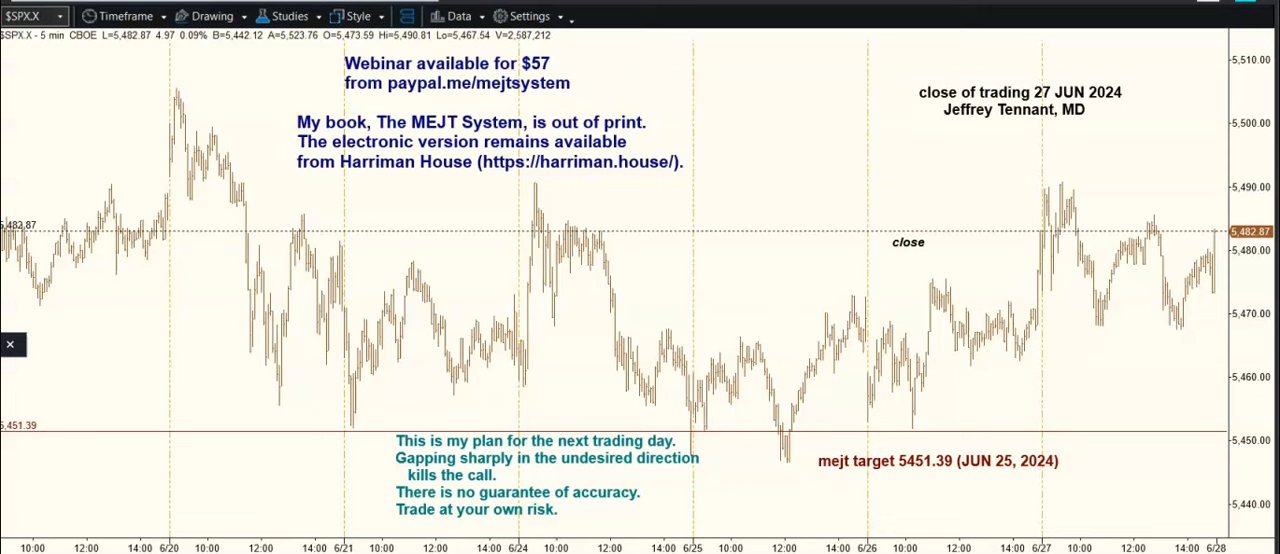 $SPX.X Timeframe Drawing Studies Style Data Settings
$SPX.X - 5 min CBOE L=5,482.87 4.97 0.09% B=5,442.12 A=5,523.76 O=5,473.59 Hi=5,490.81 Lo=5,467.54 V=2,587,212
Webinar available for $57
from paypal.me/mejtsystem
My book, The MEJT System, is out of print.
The electronic version remains available
from Harriman House (https://harriman.house/).
close of trading 27 JUN 2024
Jeffrey Tennant, MD
5,510.00
5,500.00
5,490.00
5,482.87
5,482.87
close
5,480.00
5,470.00
5,460.00
5,451.39
5,450.00
This is my plan for the next trading day.
Gapping sharply in the undesired direction
kills the call.
There is no guarantee of accuracy.
Trade at your own risk.
mejt target 5451.39 (JUN 25, 2024)
5,440.00
10:00 12:00 14:00 6/20 10:00 14:00 6/21 10:00 12:00 14:00 6/24 10:00 12:00 14:00 6/25 10:00 12:00 14:00 6/26 10:00 12:00 14:00 6/27 10:00 12:00 14:00 6/28